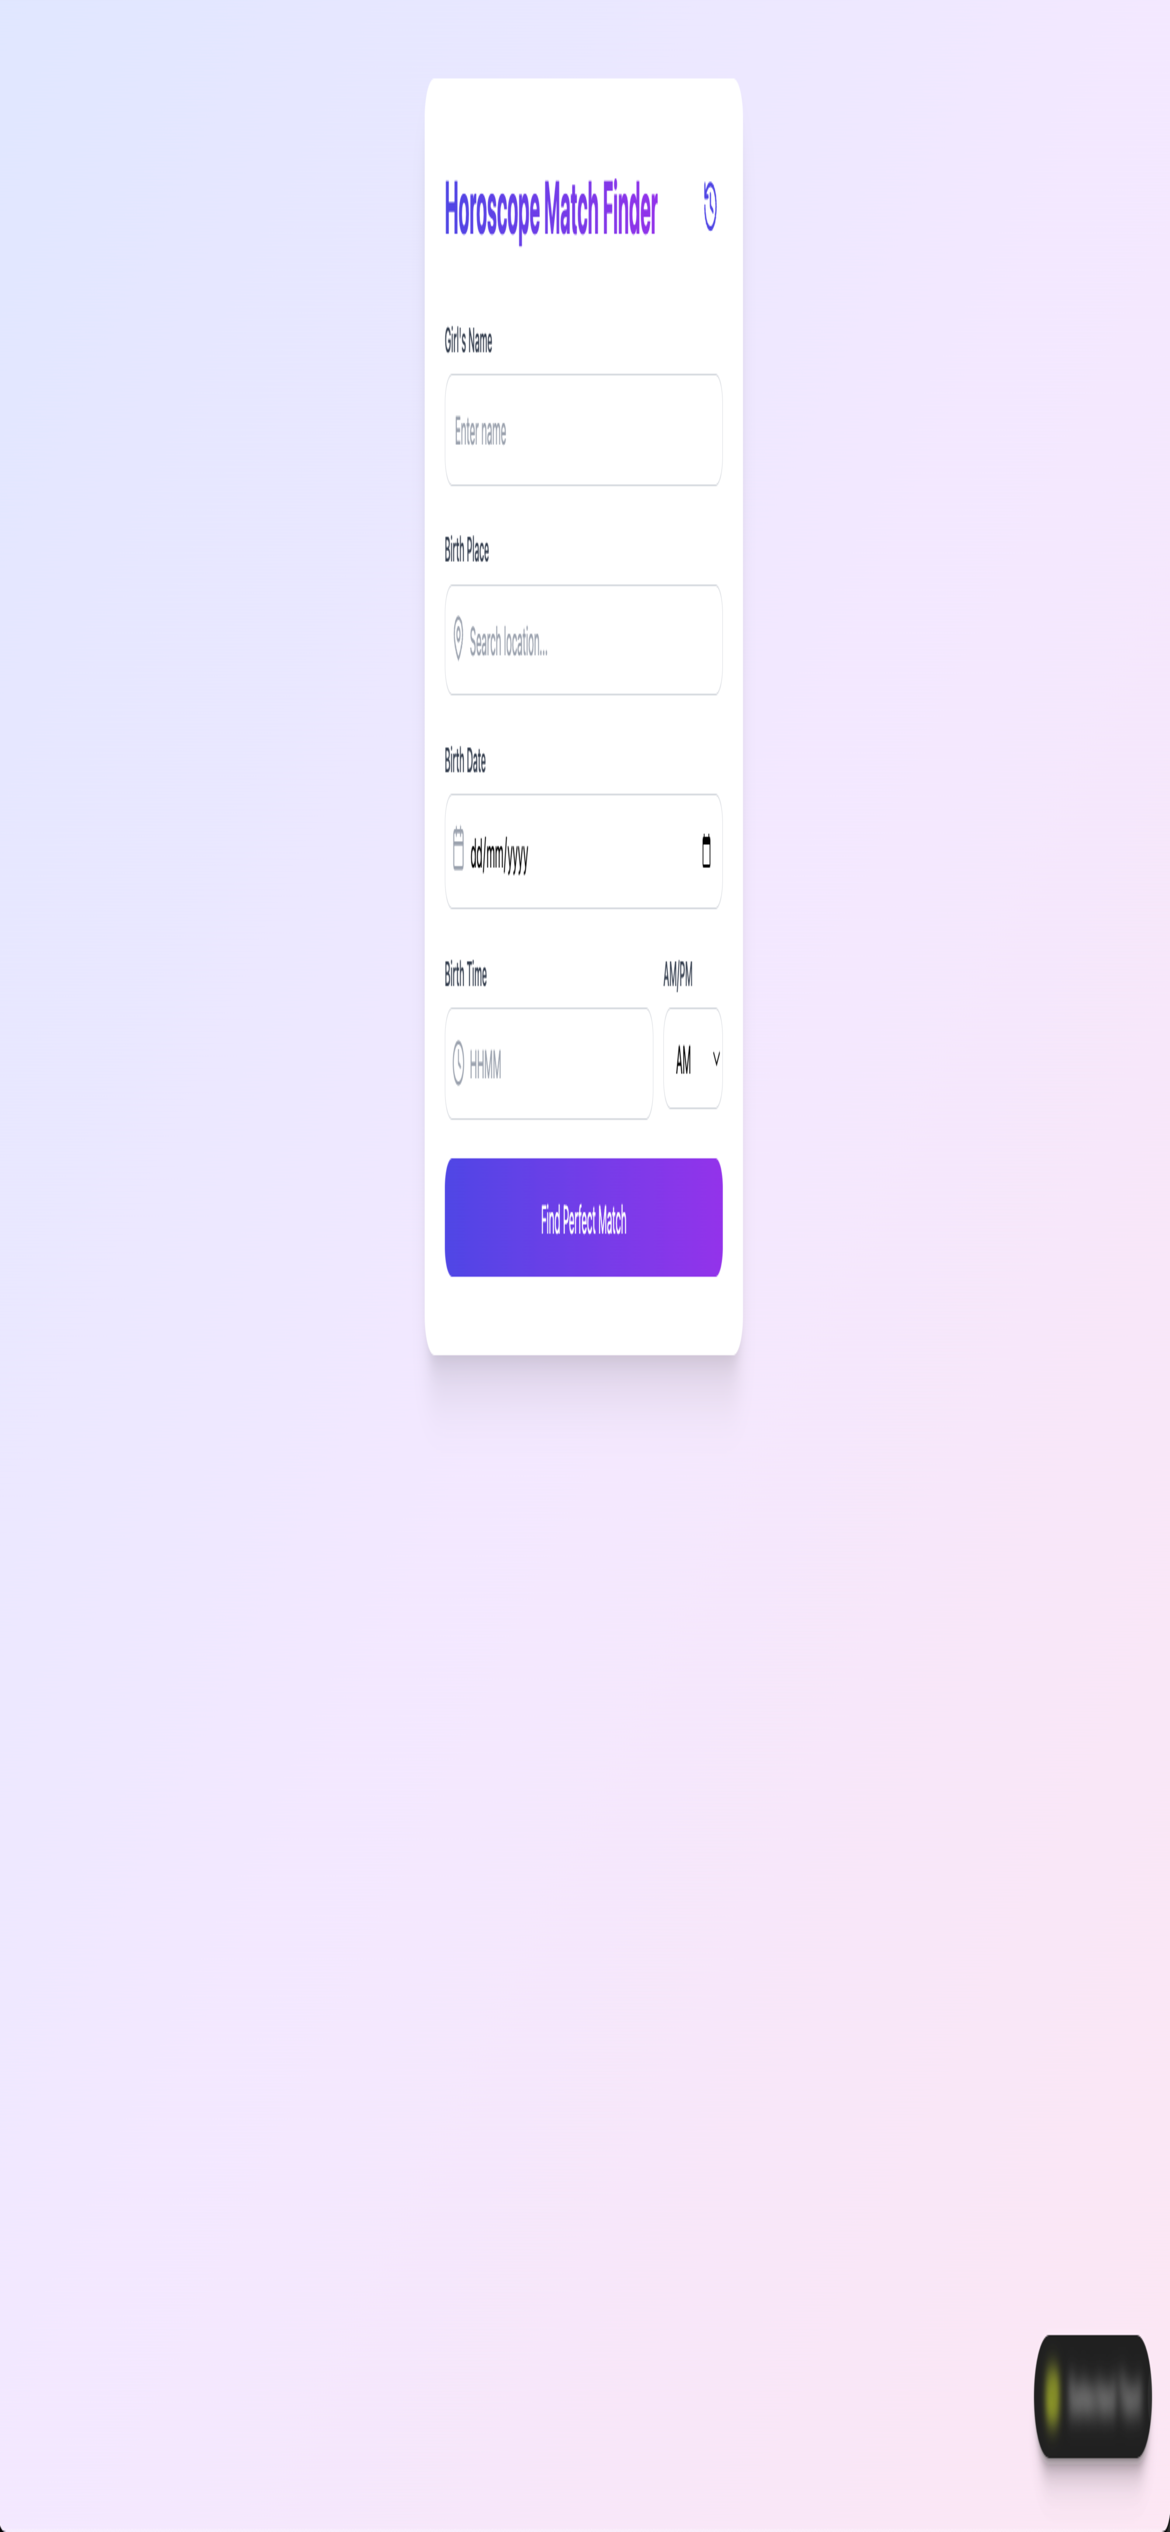 Horoscope Match Finder
Girl's Name
Enter name
Birth Place
Search location...
Birth Date
dd/mm/yyyy
Birth Time AM/PM
HHMM AM
Find Perfect Match